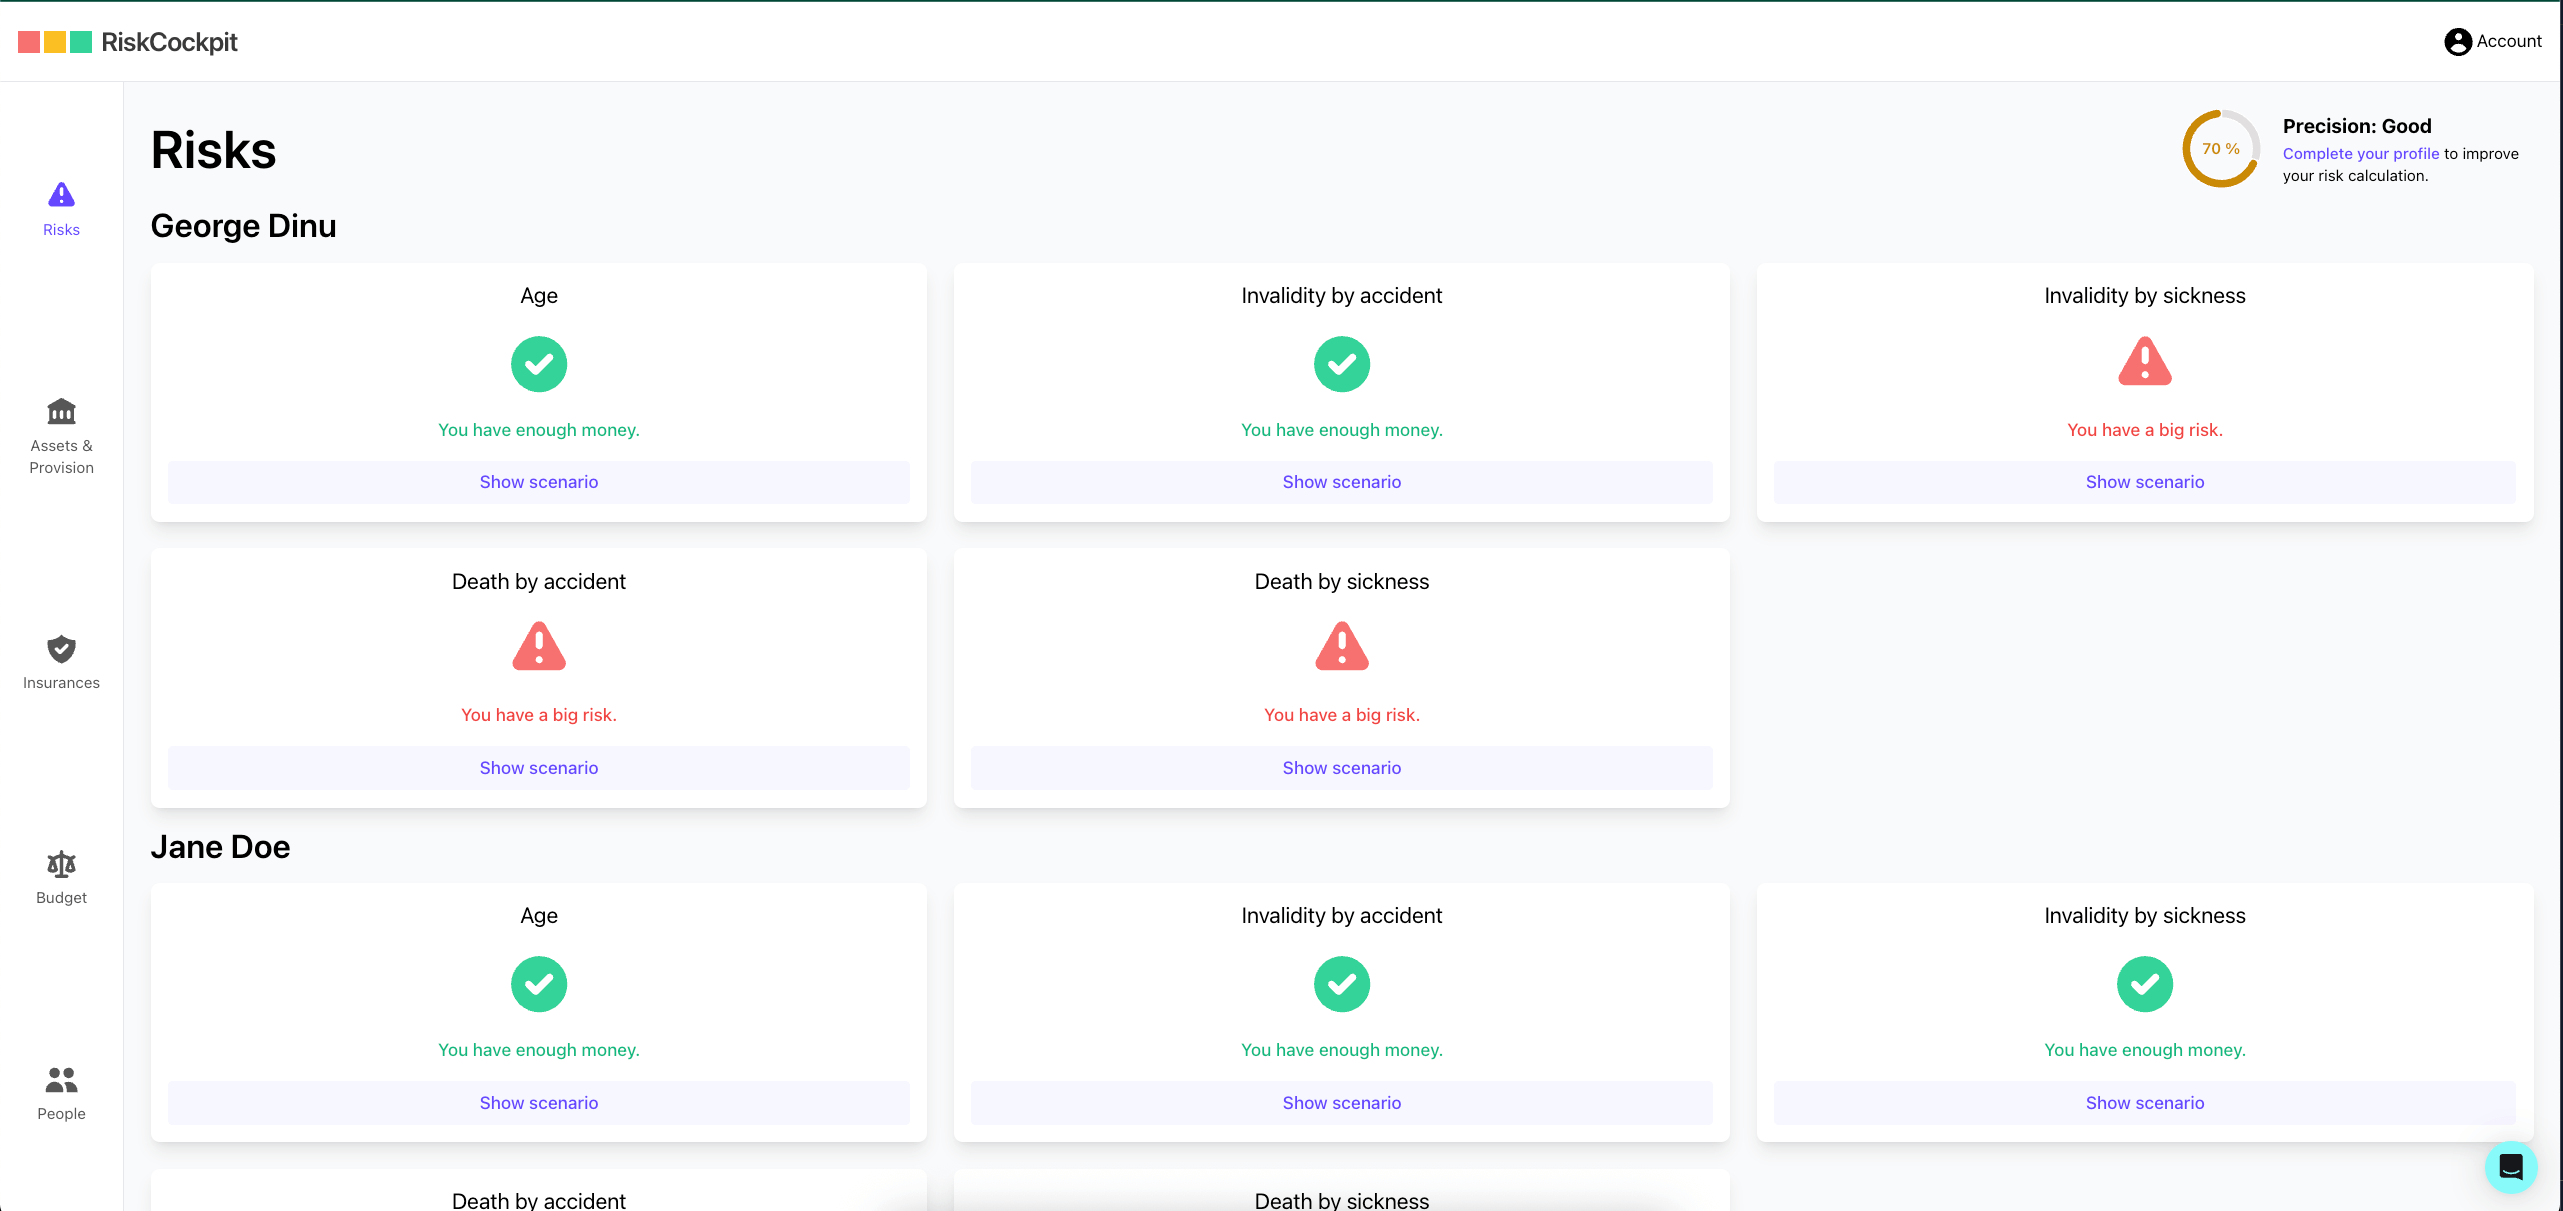 RiskCockpit
Account
Risks
70 %
Precision: Good
Complete your profile to improve
your risk calculation.
Risks
Assets &
Provision
Insurances
Budget
People
George Dinu
Age
You have enough money.
Show scenario
Invalidity by accident
You have enough money.
Show scenario
Invalidity by sickness
You have a big risk.
Show scenario
Death by accident
You have a big risk.
Show scenario
Death by sickness
You have a big risk.
Show scenario
Jane Doe
Age
You have enough money.
Show scenario
Invalidity by accident
You have enough money.
Show scenario
Invalidity by sickness
You have enough money.
Show scenario
Death by accident
Death by sickness